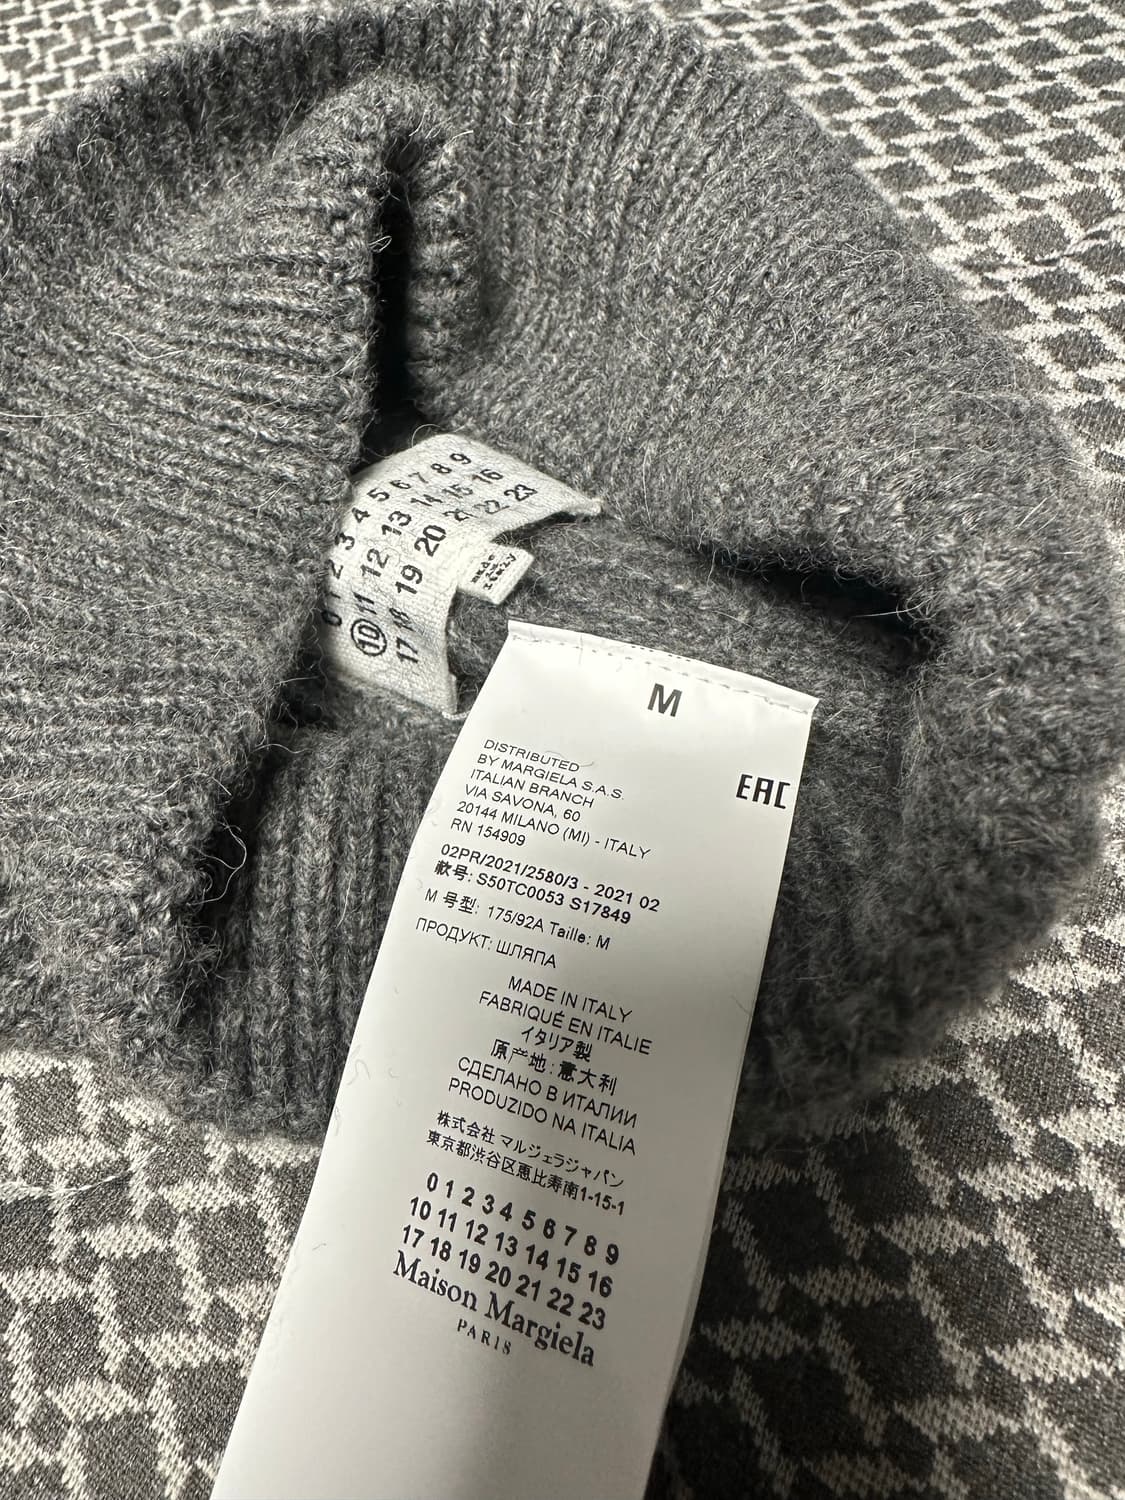 0 1 2 3 4 5 6 7 8 9
10 11 12 13 14 15 16
17 18 19 20 21 22 23
M
EAC
DISTRIBUTED
BY MARGIELA S.A.S.
ITALIAN BRANCH
VIA SAVONA, 60
20144 MILANO (MI) - ITALY
RN 154909
02PR/2021/2580/3 - 2021 02
款号: S50TC0053 S17849
M 号型: 175/92A Taille: M
ПРОДУКТ: ШЛЯПА
MADE IN ITALY
FABRIQUÉ EN ITALIE
イタリア製
原产地:意大利
СДЕЛАНО В ИТАЛИИ
PRODUZIDO NA ITALIA
株式会社 マルジェラジャパン
東京都渋谷区恵比寿南1-15-1
0 1 2 3 4 5 6 7 8 9
10 11 12 13 14 15 16
17 18 19 20 21 22 23
Maison Margiela
PARIS